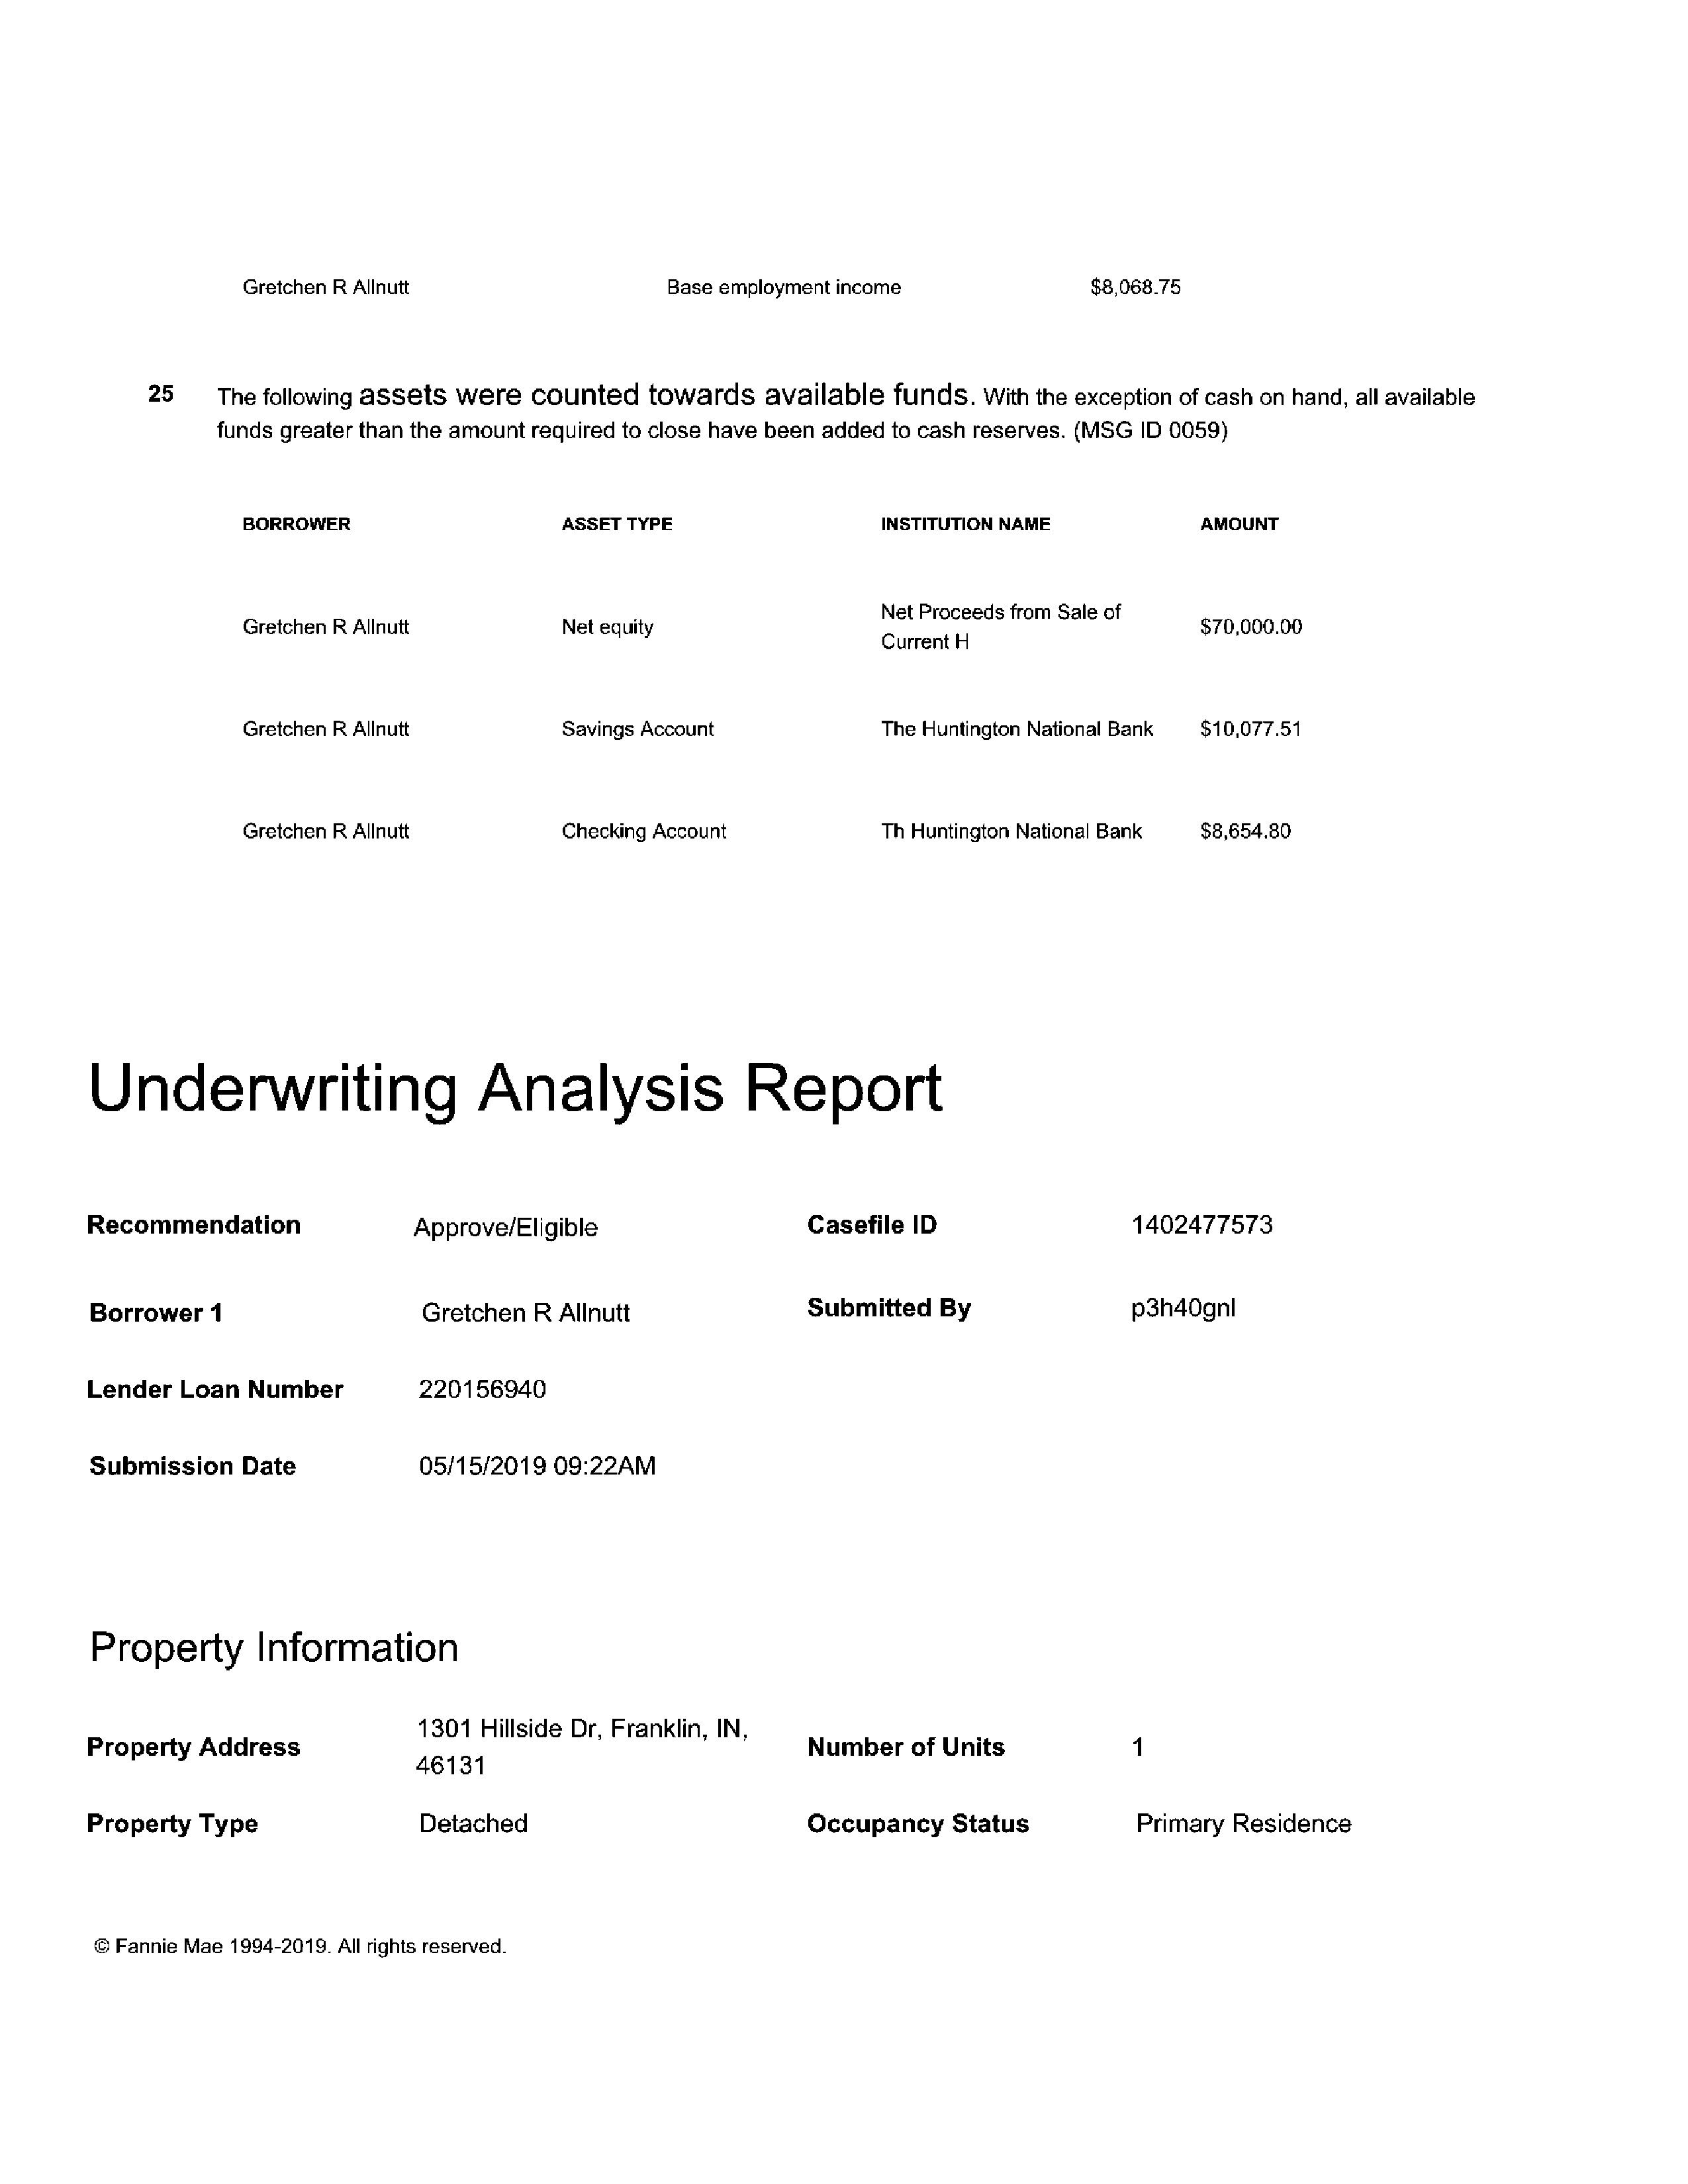 Gretchen R Allnutt Base employment income $8,068.75
25 The following assets were counted towards available funds. With the exception of cash on hand, all available
funds greater than the amount required to close have been added to cash reserves. (MSG ID 0059)
BORROWER ASSET TYPE INSTITUTION NAME AMOUNT
Gretchen R Allnutt Net equity Net Proceeds from Sale of $70,000.00
Current H
Gretchen R Allnutt Savings Account The Huntington National Bank $10,077.51
Gretchen R Allnutt Checking Account Th Huntington National Bank $8,654.80
Underwriting Analysis Report
Recommendation Approve/Eligible Casefile ID 1402477573
Borrower 1 Gretchen R Allnutt Submitted By p3h40gnl
Lender Loan Number 220156940
Submission Date 05/15/2019 09:22AM
Property Information
Property Address 1301 Hillside Dr, Franklin, IN, Number of Units 1
46131
Property Type Detached Occupancy Status Primary Residence
© Fannie Mae 1994-2019. All rights reserved.